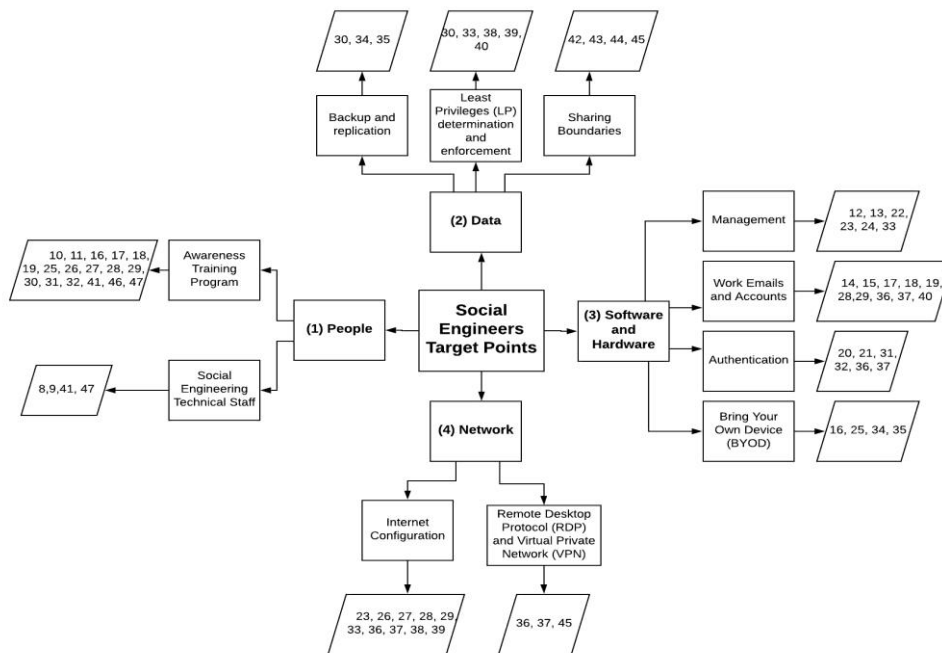 30, 34, 35
30, 33, 38, 39,
40
42, 43, 44, 45
Backup and
replication
Least
Privileges (LP)
determination
and
enforcement
Sharing
Boundaries
(2) Data
10, 11, 16, 17, 18,
19, 25, 26, 27, 28, 29,
30, 31, 32, 41, 46, 47
Awareness
Training
Program
(1) People
8,9,41, 47
Social
Engineering
Technical Staff
Social
Engineers
Target Points
(3) Software
and
Hardware
Management
12, 13, 22,
23, 24, 33
Work Emails
and Accounts
14, 15, 17, 18, 19,
28,29, 36, 37, 40
Authentication
20, 21, 31,
32, 36, 37
Bring Your
Own Device
(BYOD)
16, 25, 34, 35
(4) Network
Internet
Configuration
Remote Desktop
Protocol (RDP)
and Virtual Private
Network (VPN)
23, 26, 27, 28, 29,
33, 36, 37, 38, 39
36, 37, 45